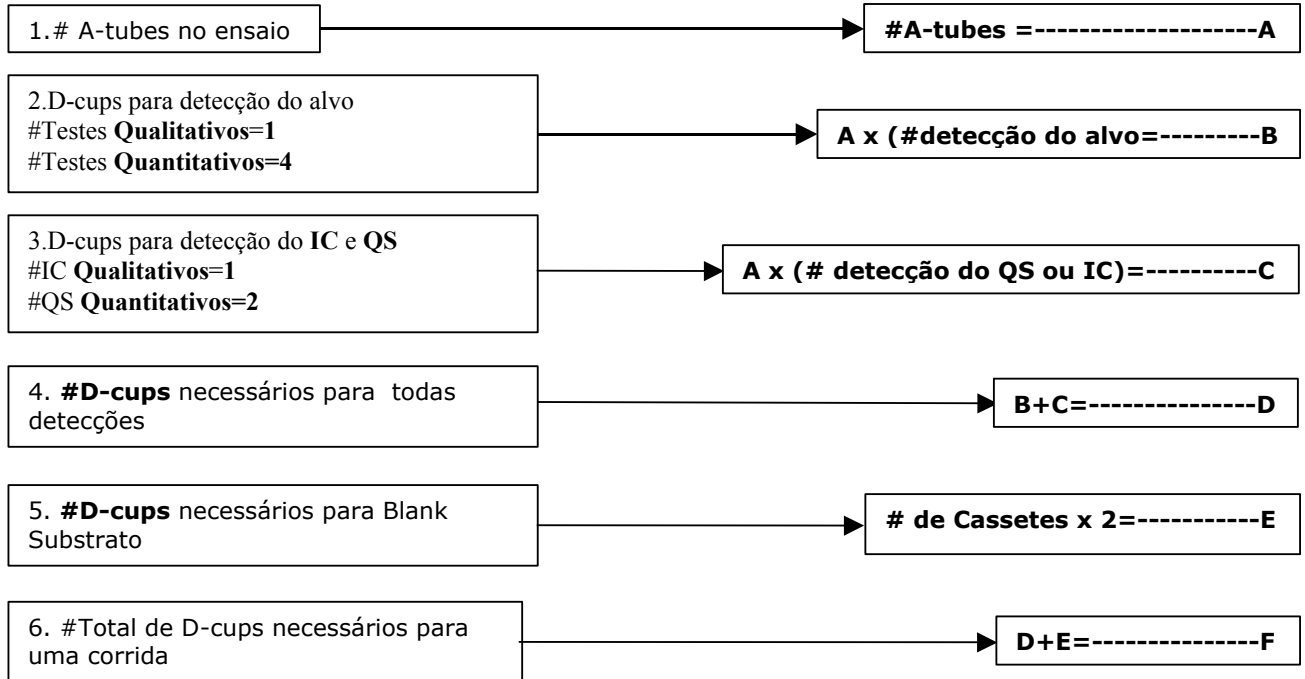 1.# A-tubes no ensaio
#A-tubes =--------------------A
2.D-cups para detecção do alvo
#Testes Qualitativos=1
#Testes Quantitativos=4
A x (#detecção do alvo=---------B
3.D-cups para detecção do IC e QS
#IC Qualitativos=1
#QS Quantitativos=2
A x (# detecção do QS ou IC)=----------C
4. #D-cups necessários para todas
detecções
B+C=---------------D
5. #D-cups necessários para Blank
Substrato
# de Cassetes x 2=-----------E
6. #Total de D-cups necessários para
uma corrida
D+E=---------------F